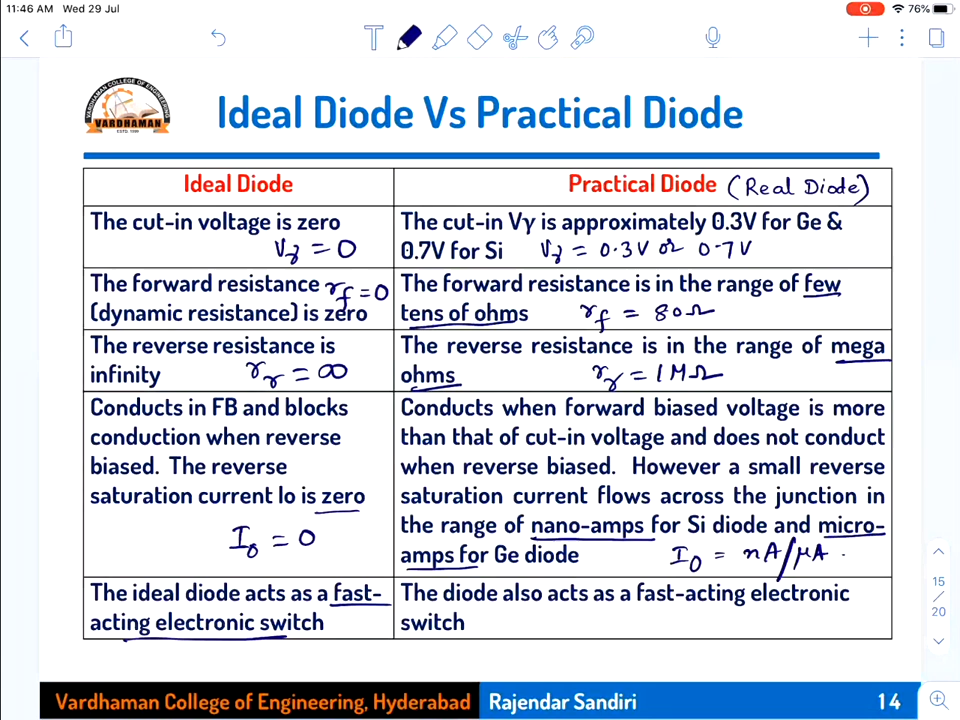 11:46 AM Wed 29 Jul
76%
T
VARDHAMAN COLLEGE OF ENGINEERING
VARDHAMAN
ESTD. 1999
Ideal Diode Vs Practical Diode
Ideal Diode
Practical Diode (Real Diode)
The cut-in voltage is zero
Vγ = 0
The cut-in Vγ is approximately 0.3V for Ge &
0.7V for Si Vγ = 0.3V or 0.7V
The forward resistance rf = 0
(dynamic resistance) is zero
The forward resistance is in the range of few
tens of ohms rf = 80Ω
The reverse resistance is
infinity rr = ∞
The reverse resistance is in the range of mega
ohms rr = 1MΩ
Conducts in FB and blocks
conduction when reverse
biased. The reverse
saturation current Io is zero
I0 = 0
Conducts when forward biased voltage is more
than that of cut-in voltage and does not conduct
when reverse biased. However a small reverse
saturation current flows across the junction in
the range of nano-amps for Si diode and micro-
amps for Ge diode I0 = nA/μA .
The ideal diode acts as a fast-
acting electronic switch
The diode also acts as a fast-acting electronic
switch
15
/
20
Vardhaman College of Engineering, Hyderabad
Rajendar Sandiri
14